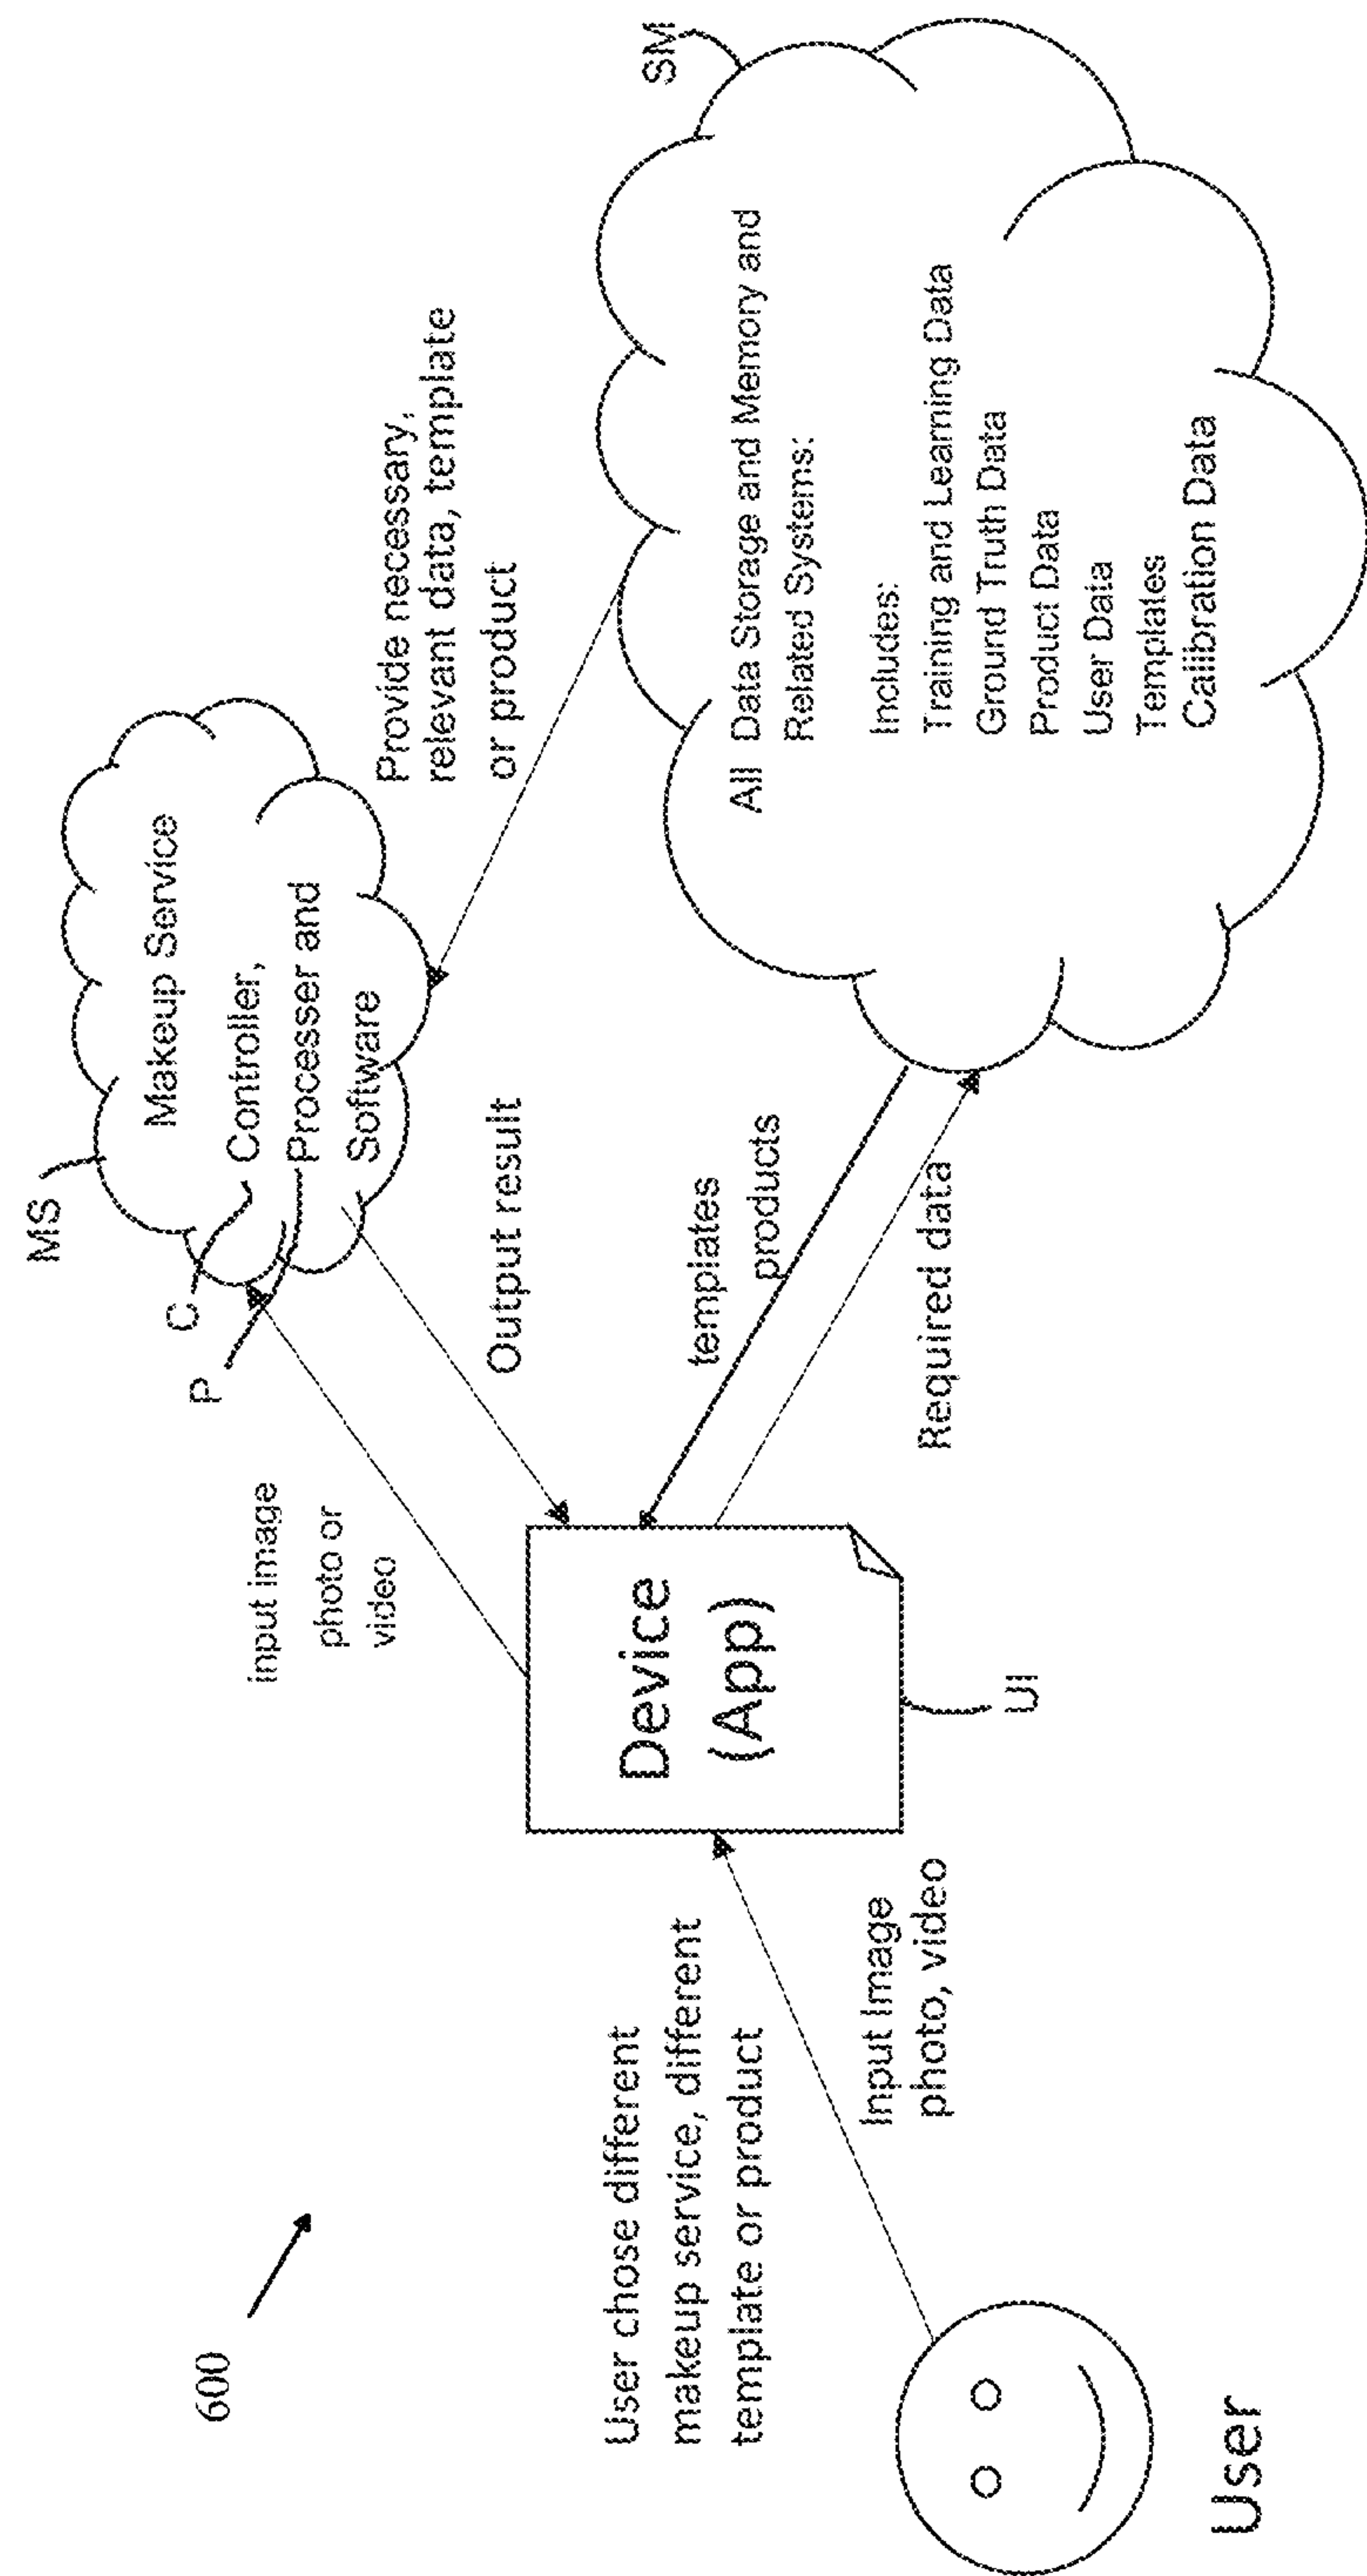 600
User
User chose different
makeup service, different
template or product
Input Image
photo, video
Device
(App)
UI
input image
photo or
video
Output result
templates
products
Required data
MS
C
P
Makeup Service
Controller,
Processer and
Software
Provide necessary,
relevant data, template
or product
SM
All Data Storage and Memory and
Related Systems:
Includes:
Training and Learning Data
Ground Truth Data
Product Data
User Data
Templates
Calibration Data